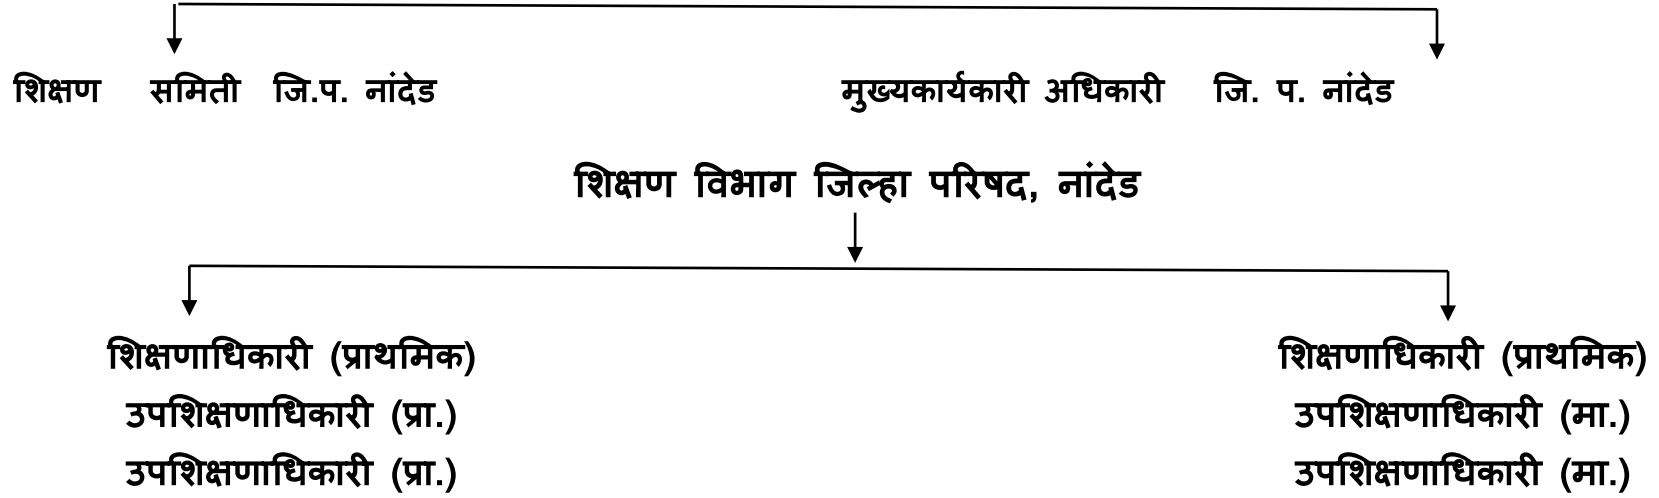 शिक्षण समिती जि.प. नांदेड मुख्यकार्यकारी अधिकारी जि. प. नांदेड
शिक्षण विभाग जिल्हा परिषद, नांदेड
शिक्षणाधिकारी (प्राथमिक) शिक्षणाधिकारी (प्राथमिक)
उपशिक्षणाधिकारी (प्रा.) उपशिक्षणाधिकारी (मा.)
उपशिक्षणाधिकारी (प्रा.) उपशिक्षणाधिकारी (मा.)